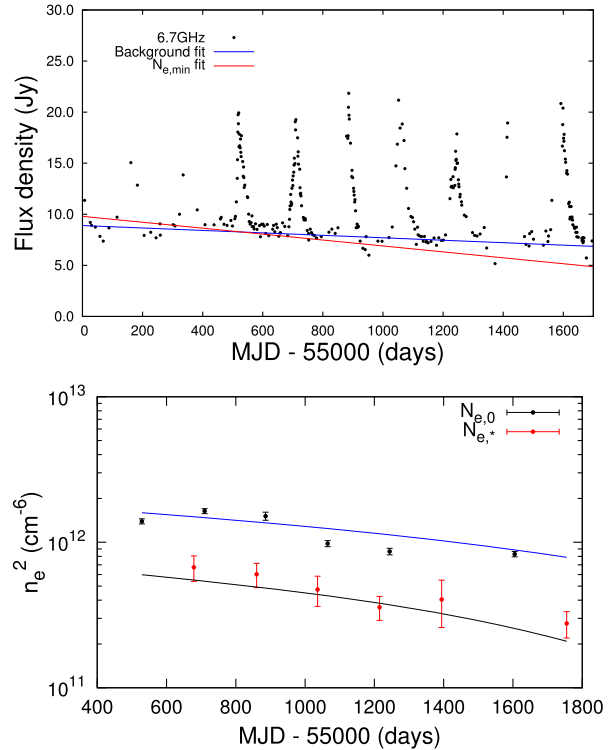 30.0
25.0
20.0
15.0
10.0
5.0
0.0
Flux density (Jy)
6.7GHz
Background fit
N_{e,min} fit
0 200 400 600 800 1000 1200 1400 1600
MJD - 55000 (days)
10^{13}
10^{12}
10^{11}
n_e^2 (cm^{-6})
N_{e,0}
N_{e,*}
400 600 800 1000 1200 1400 1600 1800
MJD - 55000 (days)